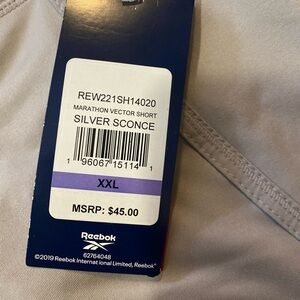 REW221SH14020
MARATHON VECTOR SHORT
SILVER SCONCE
1 96067 15114 1
XXL
MSRP: $45.00
Reebok
62764048
©2019 Reebok International Limited, Reebok®